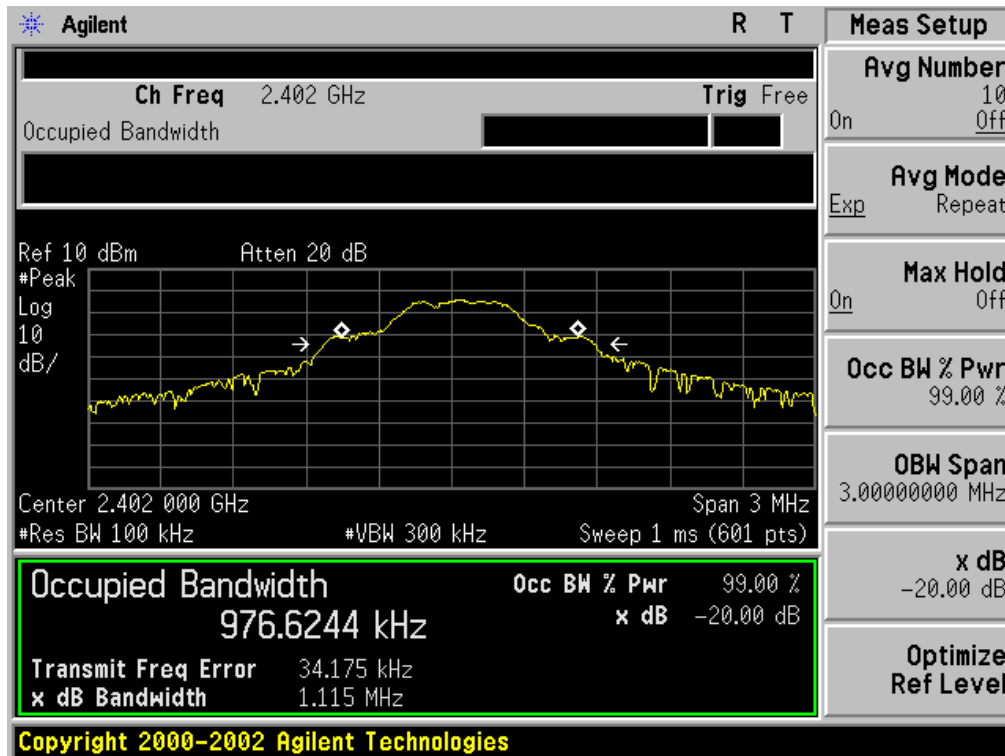 Agilent R T
Ch Freq 2.402 GHz Trig Free
Occupied Bandwidth
Ref 10 dBm Atten 20 dB
#Peak
Log
10
dB/
Center 2.402 000 GHz Span 3 MHz
#Res BW 100 kHz #VBW 300 kHz Sweep 1 ms (601 pts)
Occupied Bandwidth Occ BW % Pwr 99.00 %
976.6244 kHz x dB -20.00 dB
Transmit Freq Error 34.175 kHz
x dB Bandwidth 1.115 MHz
Copyright 2000-2002 Agilent Technologies
Meas Setup
Avg Number
10
On Off
Avg Mode
Exp Repeat
Max Hold
On Off
Occ BW % Pwr
99.00 %
OBW Span
3.00000000 MHz
x dB
-20.00 dB
Optimize
Ref Level